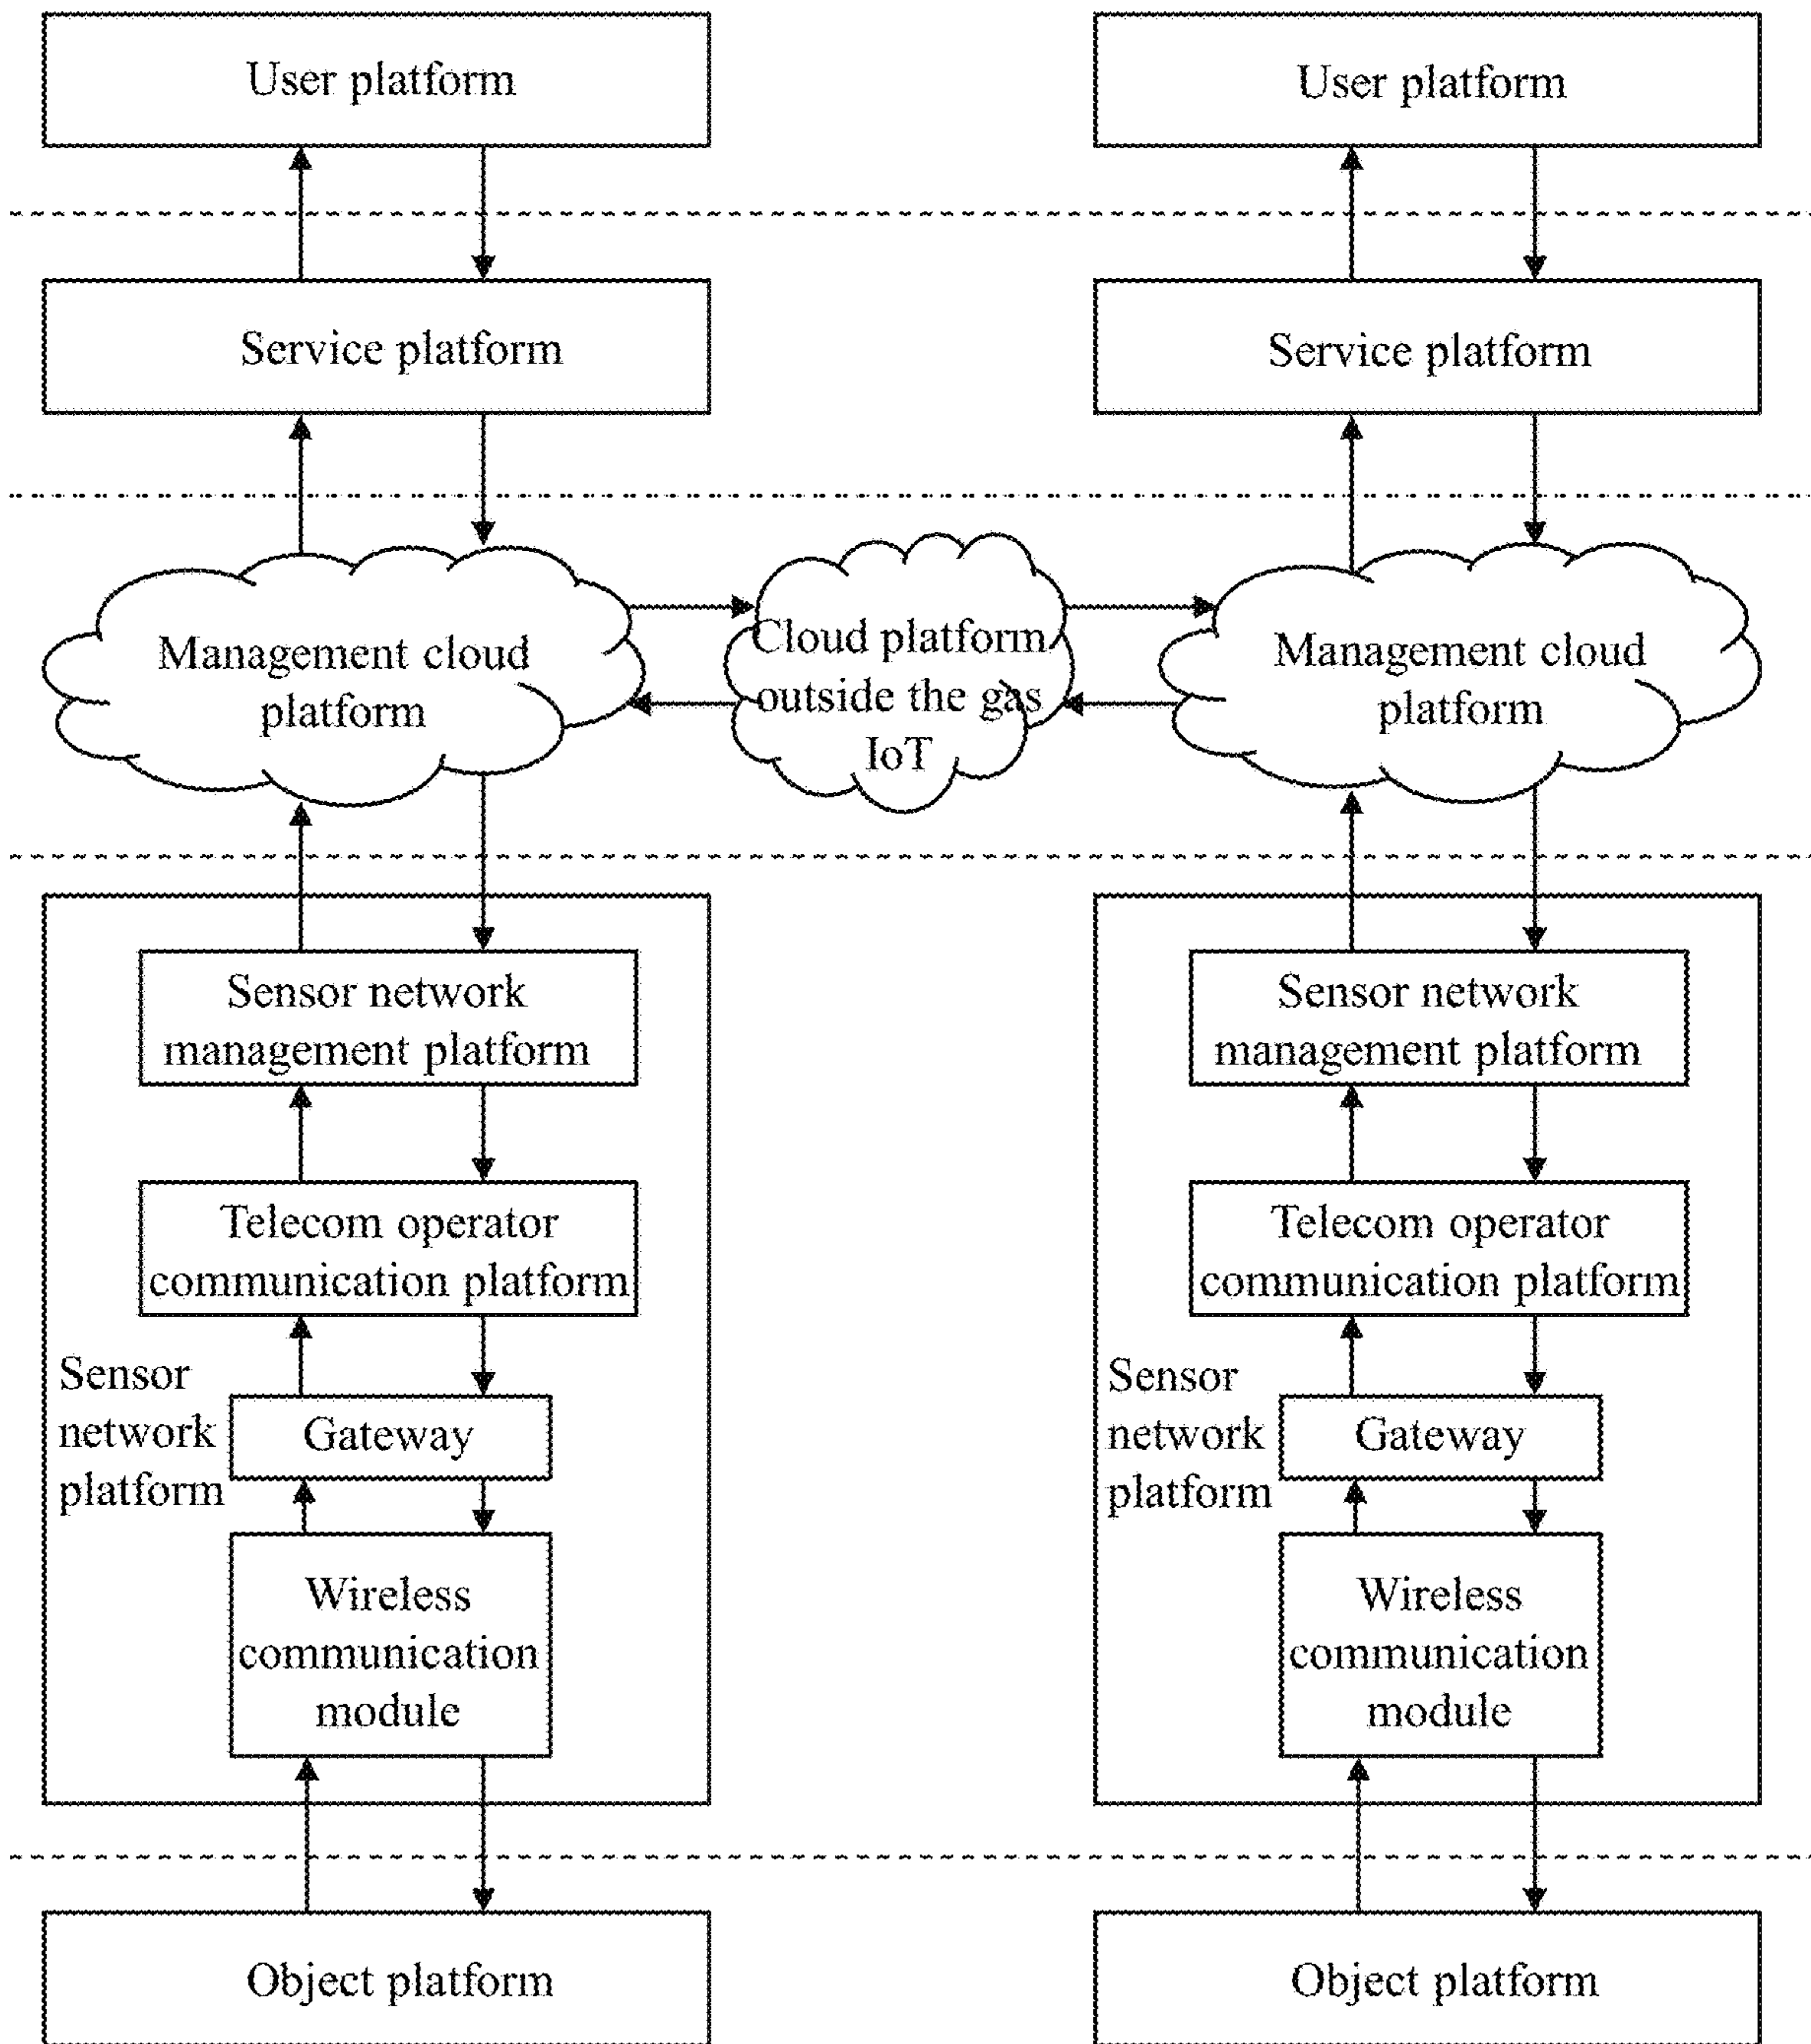 User platform
User platform
Service platform
Service platform
Management cloud
platform
Cloud platform
outside the gas
IoT
Management cloud
platform
Sensor network
management platform
Telecom operator
communication platform
Sensor
network
platform
Gateway
Wireless
communication
module
Sensor network
management platform
Telecom operator
communication platform
Sensor
network
platform
Gateway
Wireless
communication
module
Object platform
Object platform